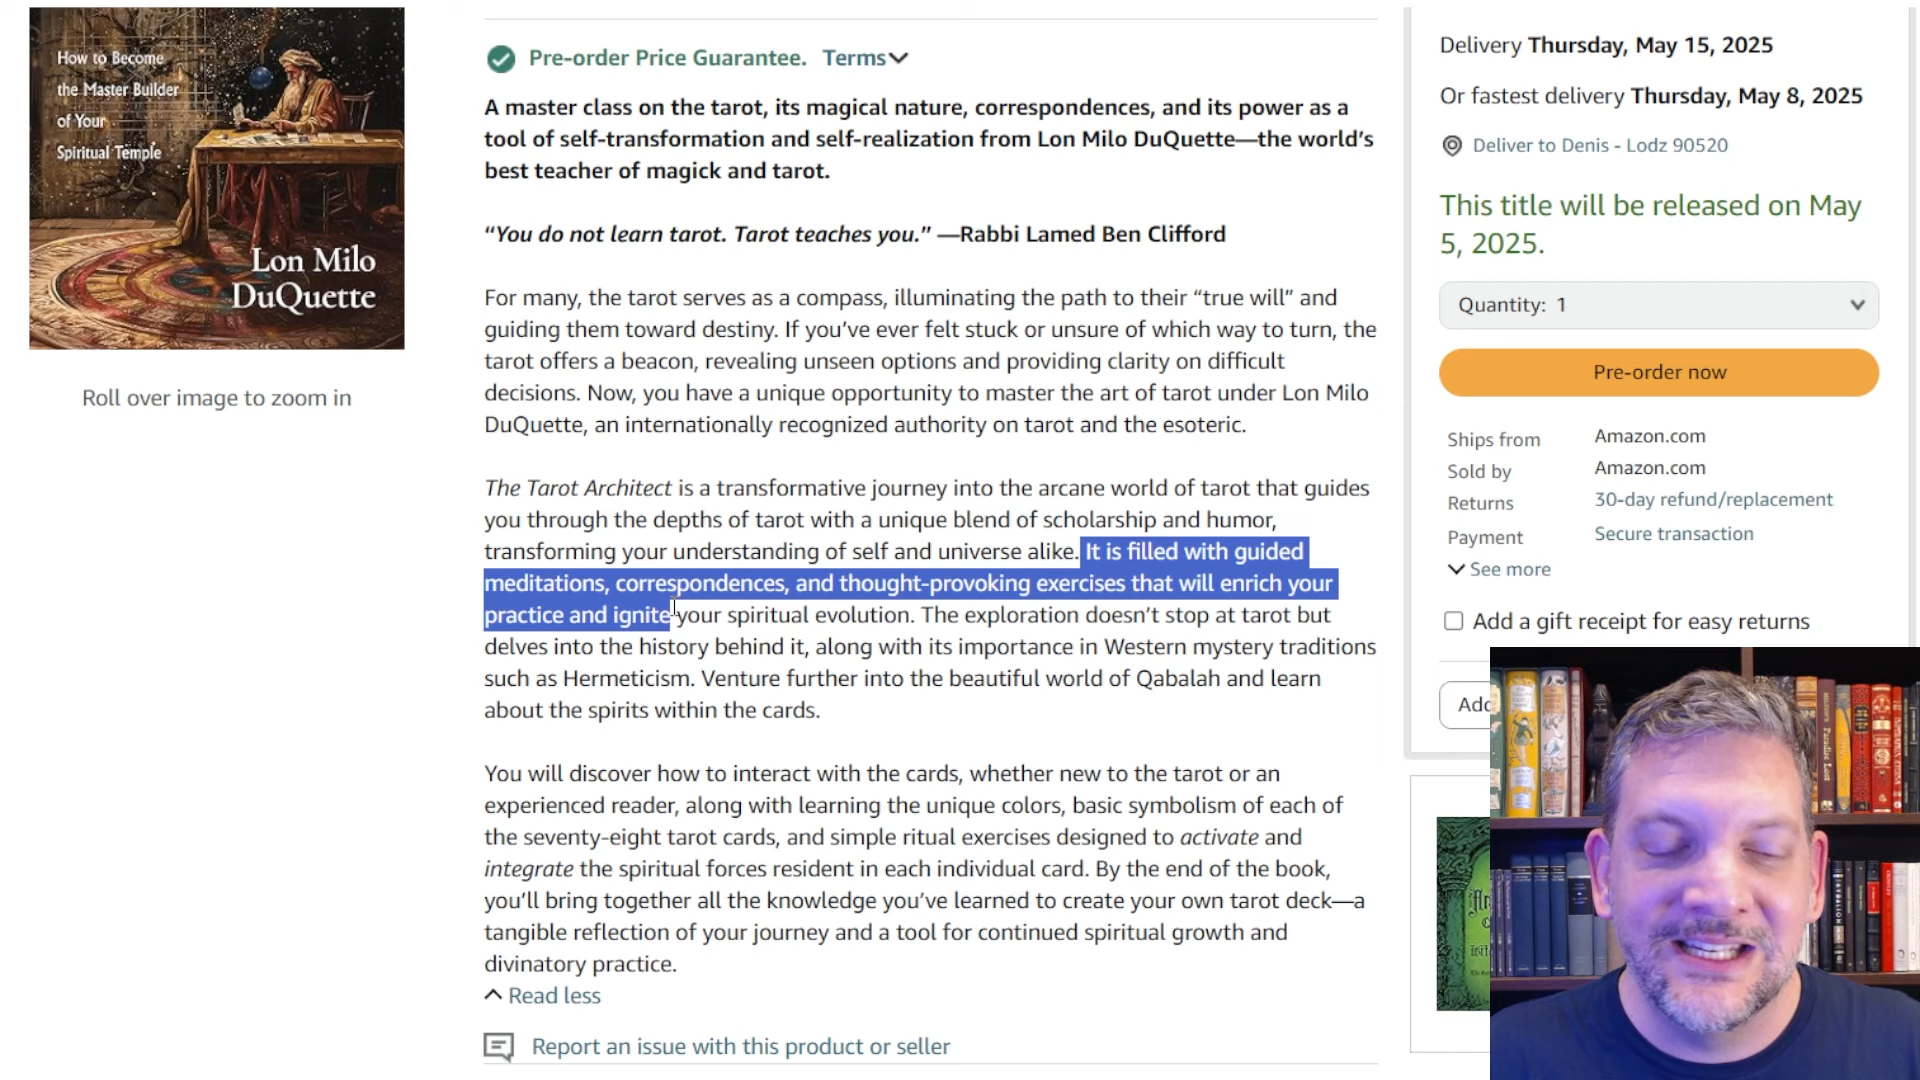 How to Become
the Master Builder
of Your
Spiritual Temple
Lon Milo
DuQuette
Roll over image to zoom in
Pre-order Price Guarantee. Terms
A master class on the tarot, its magical nature, correspondences, and its power as a
tool of self-transformation and self-realization from Lon Milo DuQuette—the world’s
best teacher of magick and tarot.
“You do not learn tarot. Tarot teaches you.” —Rabbi Lamed Ben Clifford
For many, the tarot serves as a compass, illuminating the path to their “true will” and
guiding them toward destiny. If you’ve ever felt stuck or unsure of which way to turn, the
tarot offers a beacon, revealing unseen options and providing clarity on difficult
decisions. Now, you have a unique opportunity to master the art of tarot under Lon Milo
DuQuette, an internationally recognized authority on tarot and the esoteric.
The Tarot Architect is a transformative journey into the arcane world of tarot that guides
you through the depths of tarot with a unique blend of scholarship and humor,
transforming your understanding of self and universe alike. It is filled with guided
meditations, correspondences, and thought-provoking exercises that will enrich your
practice and ignite your spiritual evolution. The exploration doesn’t stop at tarot but
delves into the history behind it, along with its importance in Western mystery traditions
such as Hermeticism. Venture further into the beautiful world of Qabalah and learn
about the spirits within the cards.
You will discover how to interact with the cards, whether new to the tarot or an
experienced reader, along with learning the unique colors, basic symbolism of each of
the seventy-eight tarot cards, and simple ritual exercises designed to activate and
integrate the spiritual forces resident in each individual card. By the end of the book,
you’ll bring together all the knowledge you’ve learned to create your own tarot deck—a
tangible reflection of your journey and a tool for continued spiritual growth and
divinatory practice.
Read less
Report an issue with this product or seller
Delivery Thursday, May 15, 2025
Or fastest delivery Thursday, May 8, 2025
Deliver to Denis - Lodz 90520
This title will be released on May
5, 2025.
Quantity: 1
Pre-order now
Ships from Amazon.com
Sold by Amazon.com
Returns 30-day refund/replacement
Payment Secure transaction
See more
Add a gift receipt for easy returns
Add
Paradise Lost